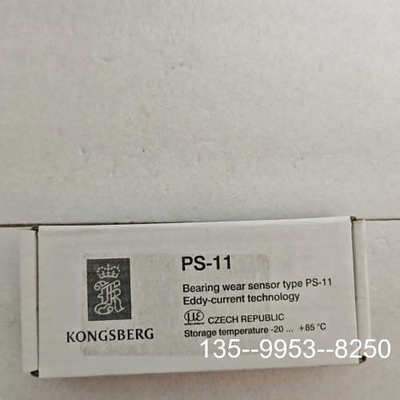 PS-11
Bearing wear sensor type PS-11
Eddy-current technology
CZECH REPUBLIC
Storage temperature -20 ... +65 °C
KONGSBERG
135--9953--8250